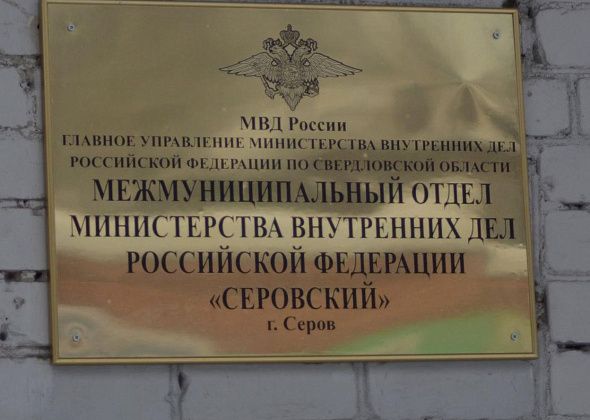 МВД России
ГЛАВНОЕ УПРАВЛЕНИЕ МИНИСТЕРСТВА ВНУТРЕННИХ ДЕЛ
РОССИЙСКОЙ ФЕДЕРАЦИИ ПО СВЕРДЛОВСКОЙ ОБЛАСТИ
МЕЖМУНИЦИПАЛЬНЫЙ ОТДЕЛ
МИНИСТЕРСТВА ВНУТРЕННИХ ДЕЛ
РОССИЙСКОЙ ФЕДЕРАЦИИ
«СЕРОВСКИЙ»
г. Серов